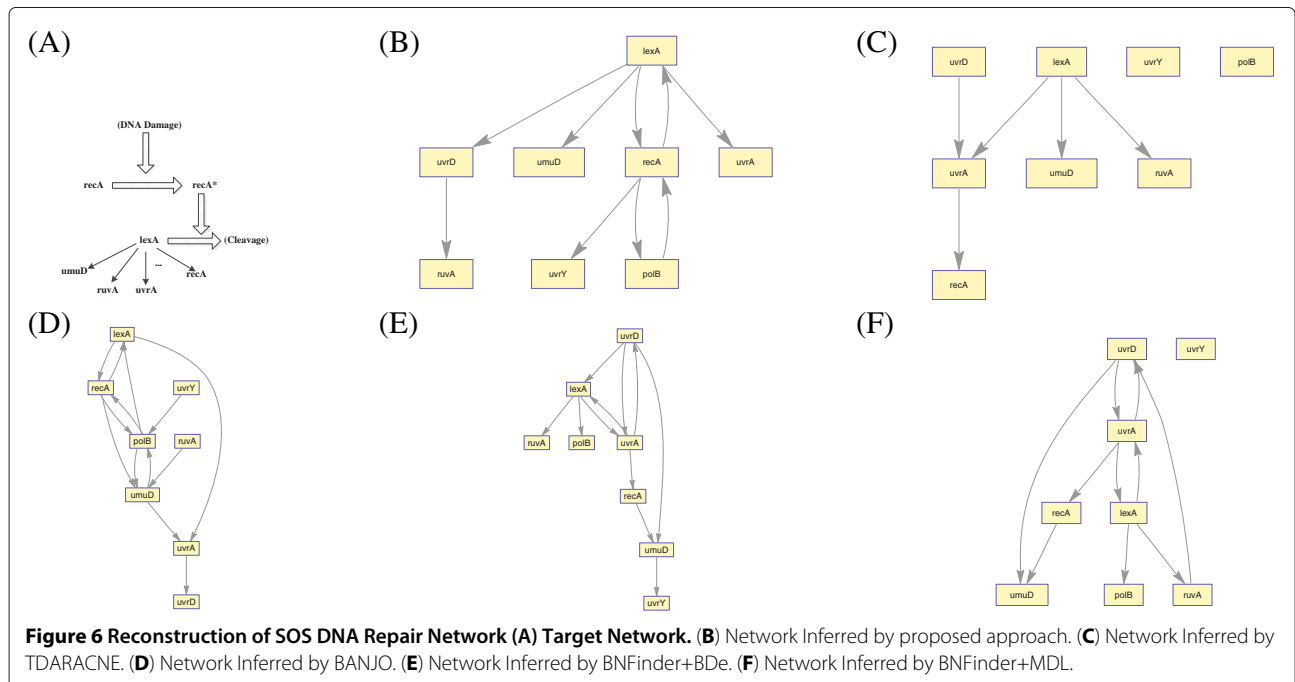 (A)
(DNA Damage)
recA
recA*
lexA
(Cleavage)
umuD
...
recA
ruvA
uvrA
(B)
lexA
uvrD
umuD
recA
uvrA
ruvA
uvrY
polB
(C)
uvrD
lexA
uvrY
polB
uvrA
umuD
ruvA
recA
(D)
lexA
recA
uvrY
polB
ruvA
umuD
uvrA
uvrD
(E)
uvrD
lexA
ruvA
polB
uvrA
recA
umuD
uvrY
(F)
uvrD
uvrY
uvrA
recA
lexA
umuD
polB
ruvA
Figure 6 Reconstruction of SOS DNA Repair Network (A) Target Network. (B) Network Inferred by proposed approach. (C) Network Inferred by
TDARACNE. (D) Network Inferred by BANJO. (E) Network Inferred by BNFinder+BDe. (F) Network Inferred by BNFinder+MDL.